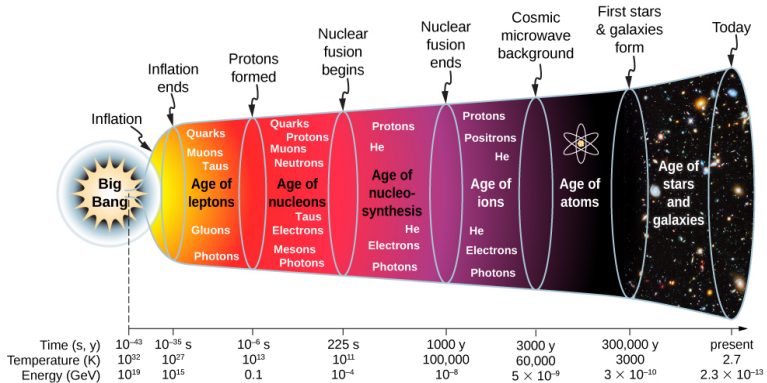 Inflation
Inflation
ends
Protons
formed
Nuclear
fusion
begins
Nuclear
fusion
ends
Cosmic
microwave
background
First stars
& galaxies
form
Today
Big
Bang
Quarks
Muons
Taus
Age of
leptons
Gluons
Photons
Quarks
Protons
Muons
Neutrons
Age of
nucleons
Taus
Electrons
Mesons
Photons
Protons
He
Age of
nucleo-
synthesis
He
Electrons
Photons
Protons
Positrons
He
Age of
ions
He
Electrons
Photons
Age of
atoms
Age of
stars
and
galaxies
Time (s, y) 10⁻⁴³ 10⁻³⁵ s 10⁻⁶ s 225 s 1000 y 3000 y 300,000 y present
Temperature (K) 10³² 10²⁷ 10¹³ 10¹¹ 100,000 60,000 3000 2.7
Energy (GeV) 10¹⁹ 10¹⁵ 0.1 10⁻⁴ 10⁻⁸ 5 × 10⁻⁹ 3 × 10⁻¹⁰ 2.3 × 10⁻¹³